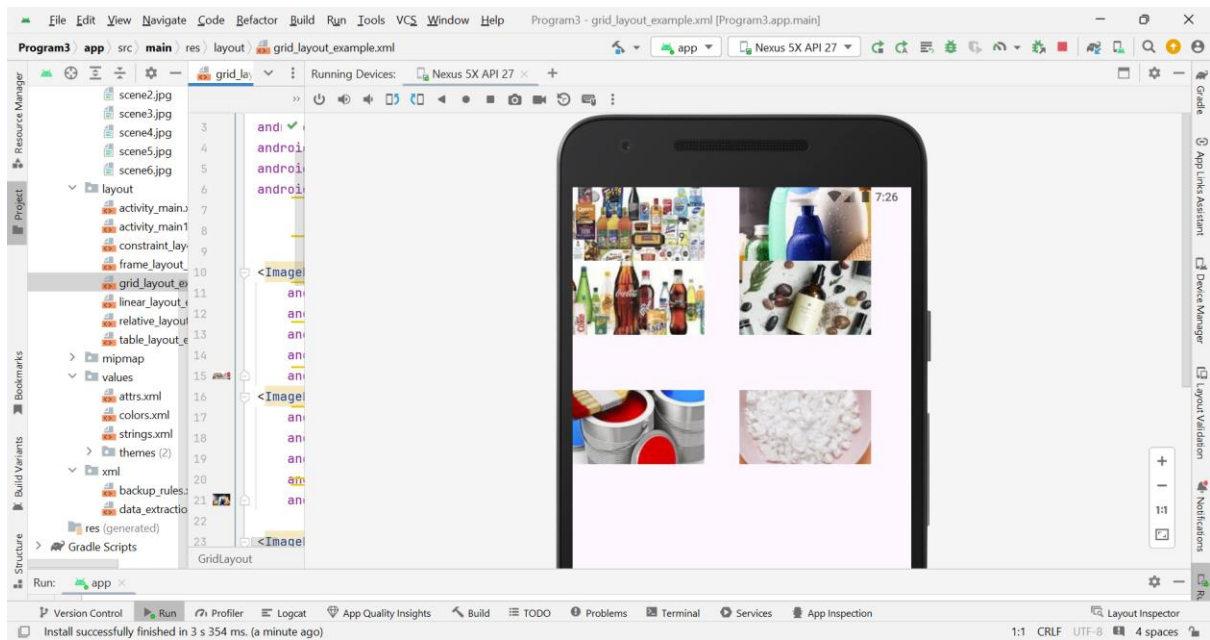 File Edit View Navigate Code Refactor Build Run Tools VCS Window Help Program3 - grid_layout_example.xml [Program3.app.main]
Program3 app src main res layout grid_layout_example.xml app Nexus 5X API 27
grid_lay Running Devices: Nexus 5X API 27
Resource Manager
Project
Bookmarks
Build Variants
Structure
scene2.jpg
scene3.jpg
scene4.jpg
scene5.jpg
scene6.jpg
layout
activity_main.x
activity_main1
constraint_lay
frame_layout_
grid_layout_ex
linear_layout_e
relative_layout
table_layout_e
mipmap
values
attrs.xml
colors.xml
strings.xml
themes (2)
xml
backup_rules.x
data_extractio
res (generated)
Gradle Scripts
3 andr
4 androi
5 androi
6 androi
7
8
9
10 <ImageB
11 an
12 an
13 an
14 an
15 an
16 <ImageB
17 an
18 an
19 an
20 an
21 an
22
23 <ImageB
GridLayout
7:26
Coca-Cola
1:1
Gradle
App Links Assistant
Device Manager
Layout Validation
Notifications
Run: app
Version Control Run Profiler Logcat App Quality Insights Build TODO Problems Terminal Services App Inspection Layout Inspector
Install successfully finished in 3 s 354 ms. (a minute ago) 1:1 CRLF UTF-8 4 spaces